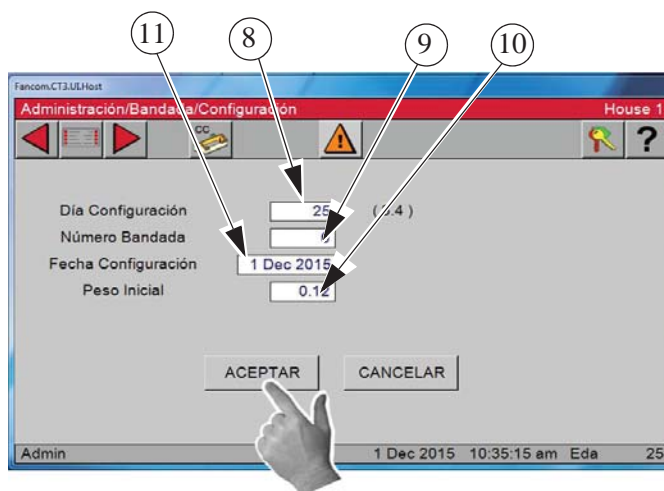 11 8 9 10
Fancom.CT3.UI.Host
Administración/Bandada/Configuración House 1
CC ?
Día Configuración 25
Número Bandada
Fecha Configuración 1 Dec 2015
Peso Inicial 0.12
ACEPTAR CANCELAR
Admin 1 Dec 2015 10:35:15 am Eda 25